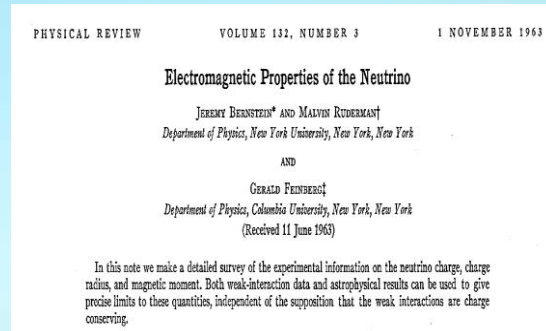 PHYSICAL REVIEW VOLUME 132, NUMBER 3 1 NOVEMBER 1963
Electromagnetic Properties of the Neutrino
JEREMY BERNSTEIN* AND MALVIN RUDERMAN†
Department of Physics, New York University, New York, New York
AND
GERALD FEINBERG‡
Department of Physics, Columbia University, New York, New York
(Received 11 June 1963)
In this note we make a detailed survey of the experimental information on the neutrino charge, charge
radius, and magnetic moment. Both weak-interaction data and astrophysical results can be used to give
precise limits to these quantities, independent of the supposition that the weak interactions are charge
conserving.